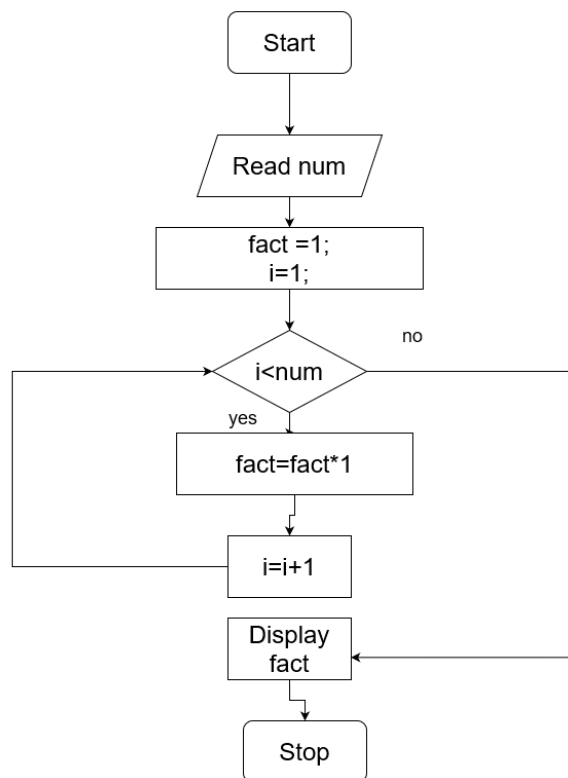 Start
Read num
fact =1;
i=1;
no
i<num
yes
fact=fact*1
i=i+1
Display
fact
Stop